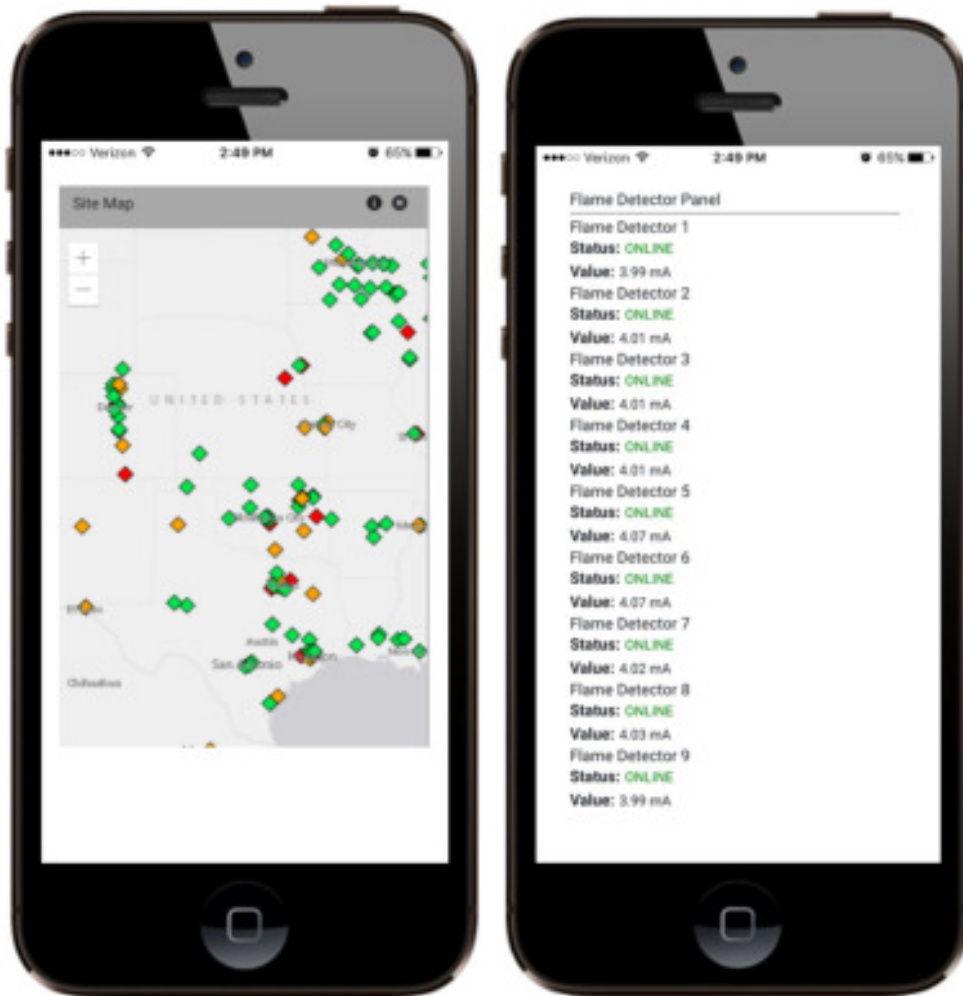 Verizon 2:49 PM 65%
Site Map
+
−
UNITED STATES
Austin
Chihuahua
Verizon 2:49 PM 65%
Flame Detector Panel
Flame Detector 1
Status: ONLINE
Value: 3.99 mA
Flame Detector 2
Status: ONLINE
Value: 4.01 mA
Flame Detector 3
Status: ONLINE
Value: 4.01 mA
Flame Detector 4
Status: ONLINE
Value: 4.01 mA
Flame Detector 5
Status: ONLINE
Value: 4.07 mA
Flame Detector 6
Status: ONLINE
Value: 4.07 mA
Flame Detector 7
Status: ONLINE
Value: 4.02 mA
Flame Detector 8
Status: ONLINE
Value: 4.03 mA
Flame Detector 9
Status: ONLINE
Value: 3.99 mA